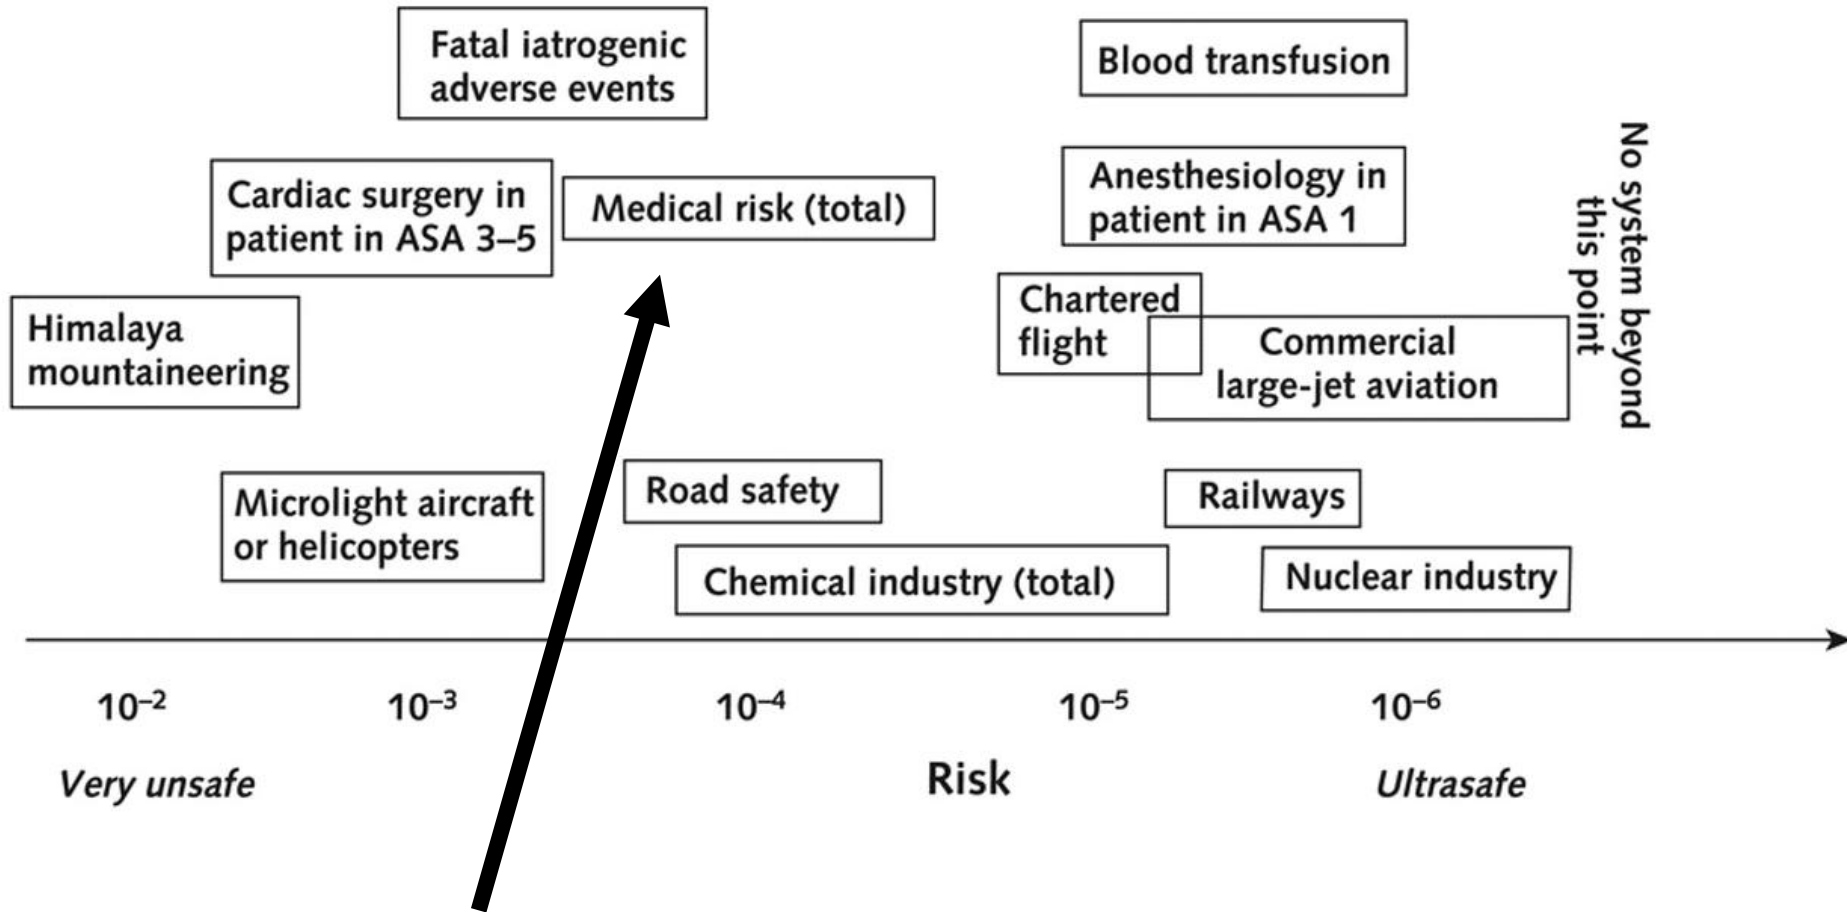 Fatal iatrogenic
adverse events
Blood transfusion
Cardiac surgery in
patient in ASA 3–5
Medical risk (total)
Anesthesiology in
patient in ASA 1
No system beyond
this point
Himalaya
mountaineering
Chartered
flight
Commercial
large-jet aviation
Microlight aircraft
or helicopters
Road safety
Railways
Chemical industry (total)
Nuclear industry
10⁻² 10⁻³ 10⁻⁴ 10⁻⁵ 10⁻⁶
Very unsafe Risk Ultrasafe